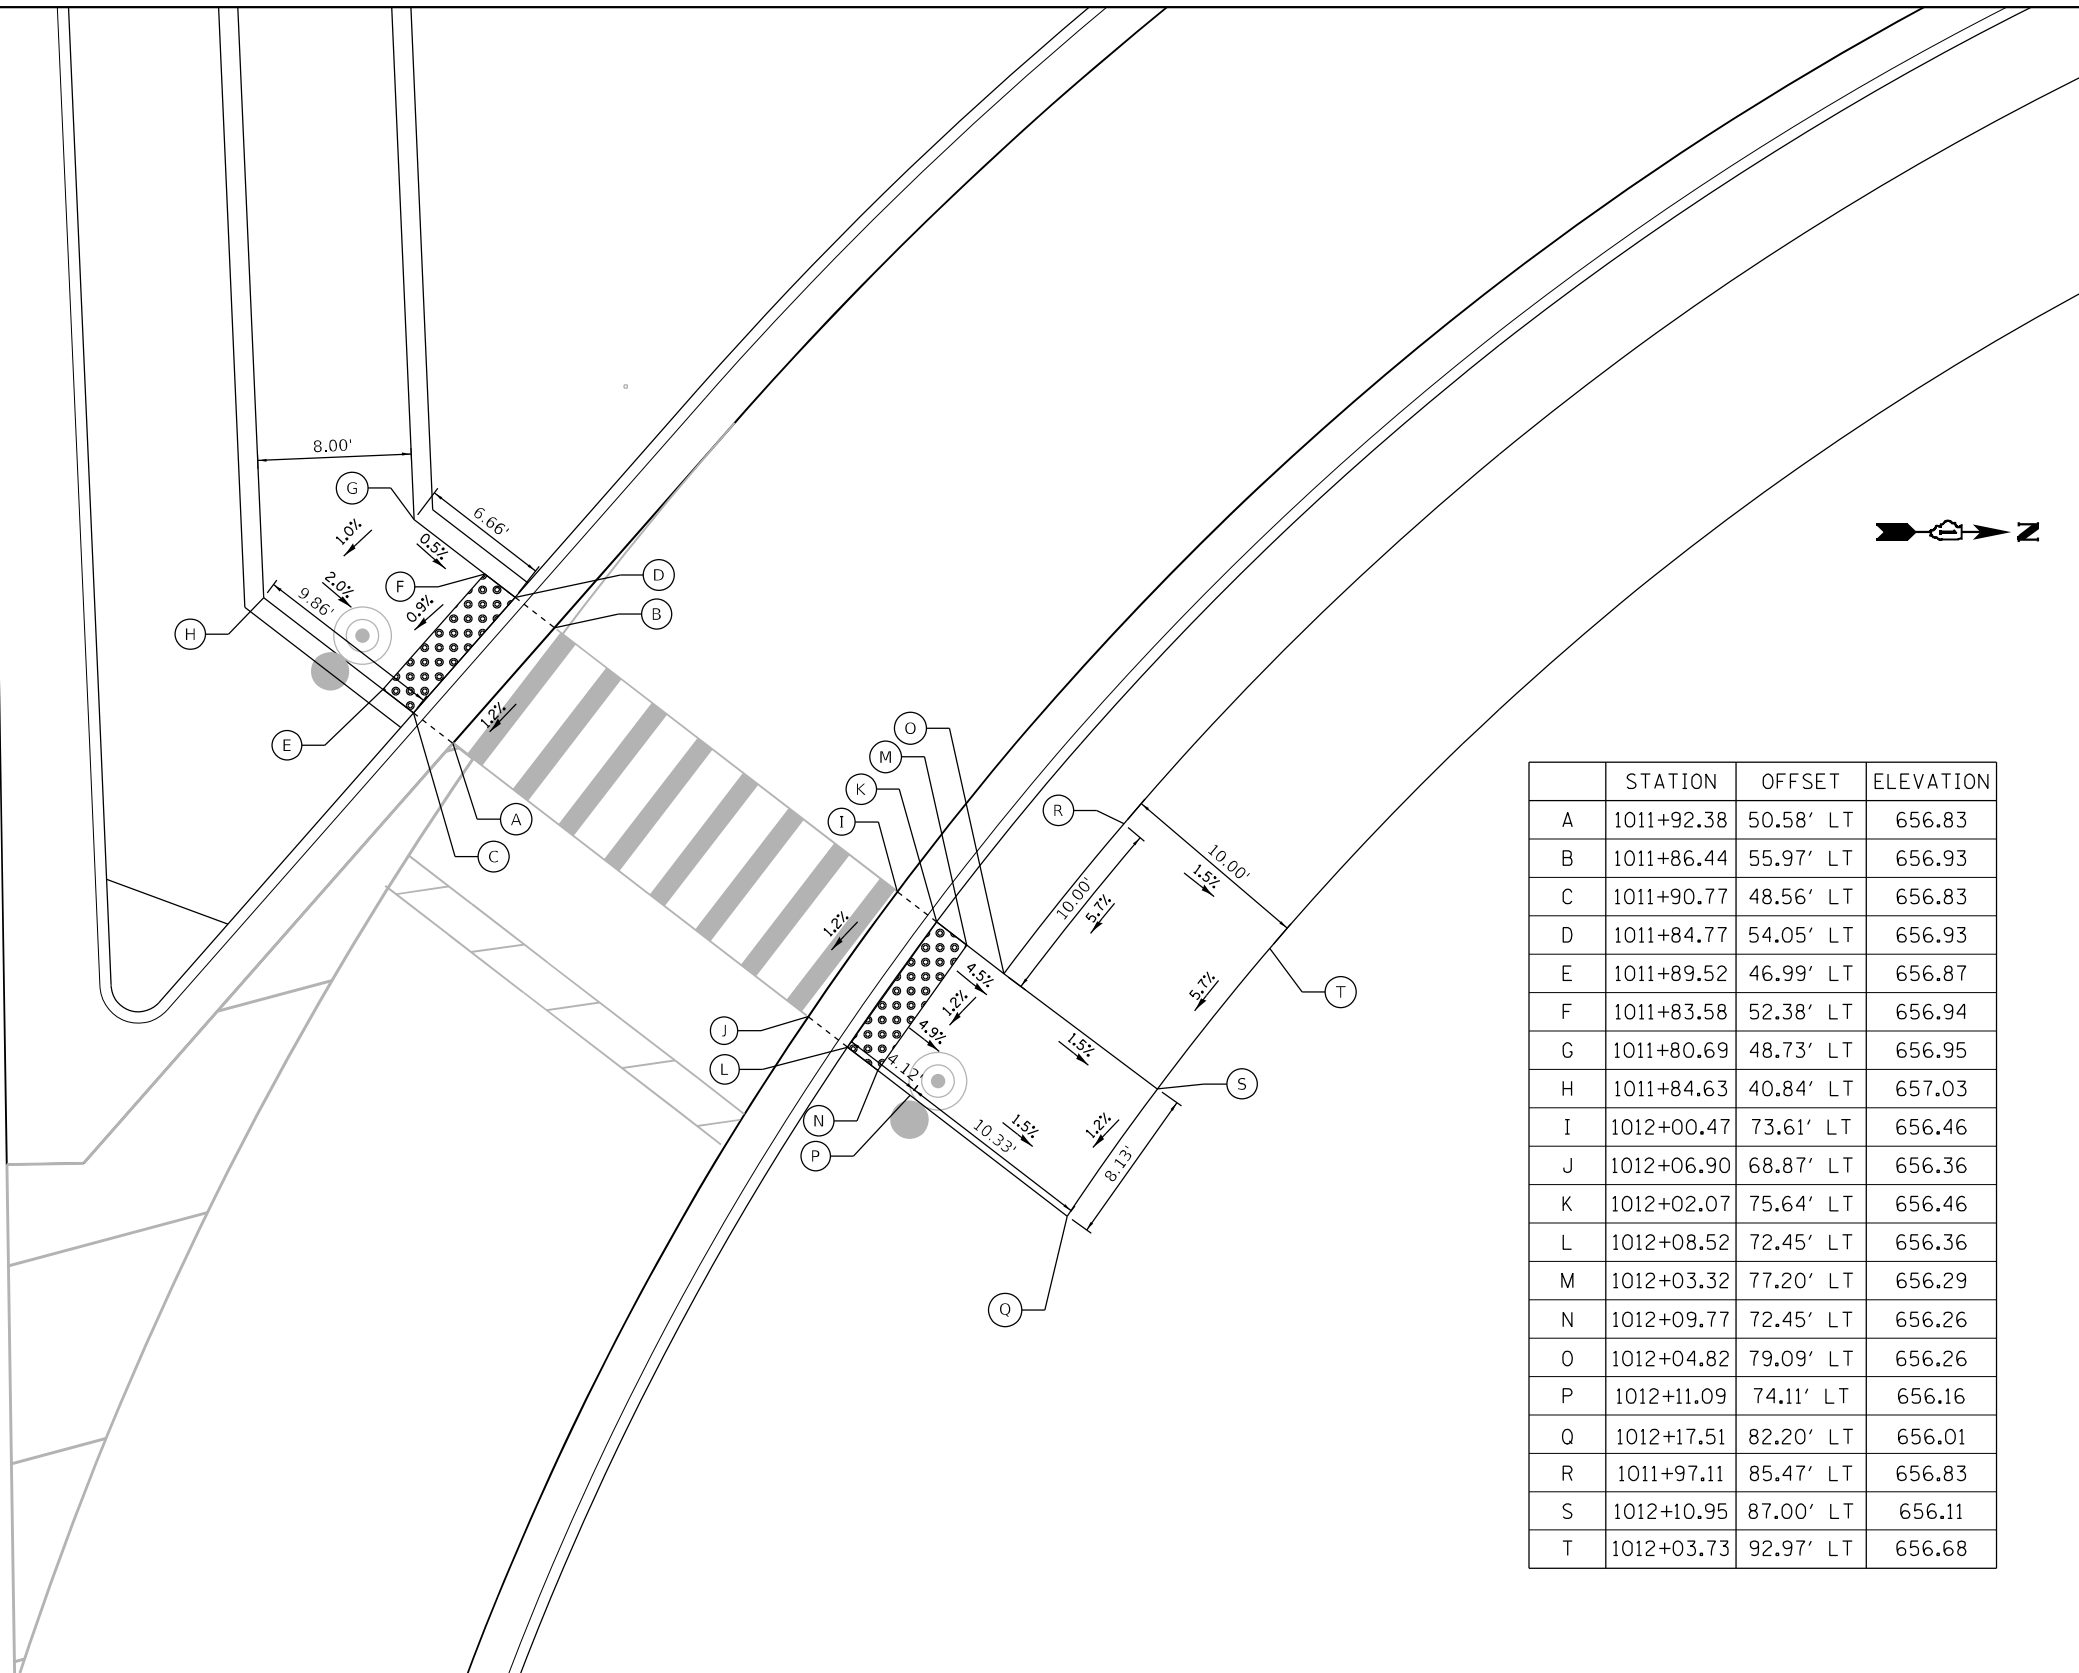 8.00'
G
6.66'
1.0%
0.5%
D
F
2.0%
9.86'
0.9%
B
H
1.2%
E
A
C
O
M
K
I
R
10.00'
1.5%
10.00'
5.7%
1.2%
4.5%
5.7%
T
1.2%
J
4.9%
1.5%
L
4.12'
S
N
1.5%
1.2%
10.33'
P
8.13'
Q
N
STATION OFFSET ELEVATION
A 1011+92.38 50.58' LT 656.83
B 1011+86.44 55.97' LT 656.93
C 1011+90.77 48.56' LT 656.83
D 1011+84.77 54.05' LT 656.93
E 1011+89.52 46.99' LT 656.87
F 1011+83.58 52.38' LT 656.94
G 1011+80.69 48.73' LT 656.95
H 1011+84.63 40.84' LT 657.03
I 1012+00.47 73.61' LT 656.46
J 1012+06.90 68.87' LT 656.36
K 1012+02.07 75.64' LT 656.46
L 1012+08.52 72.45' LT 656.36
M 1012+03.32 77.20' LT 656.29
N 1012+09.77 72.45' LT 656.26
O 1012+04.82 79.09' LT 656.26
P 1012+11.09 74.11' LT 656.16
Q 1012+17.51 82.20' LT 656.01
R 1011+97.11 85.47' LT 656.83
S 1012+10.95 87.00' LT 656.11
T 1012+03.73 92.97' LT 656.68